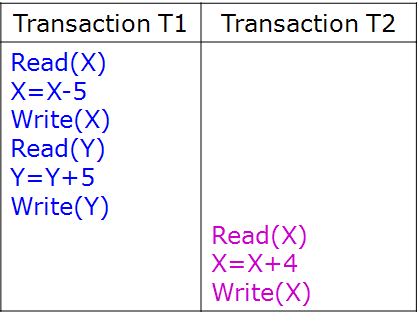 Transaction T1 Transaction T2
Read(X)
X=X-5
Write(X)
Read(Y)
Y=Y+5
Write(Y)
Read(X)
X=X+4
Write(X)